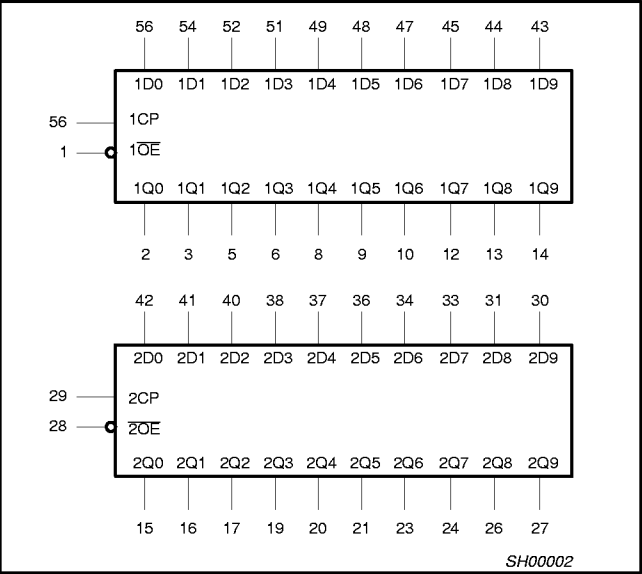 56 54 52 51 49 48 47 45 44 43
1D0 1D1 1D2 1D3 1D4 1D5 1D6 1D7 1D8 1D9
56 1CP
1 1OE
1Q0 1Q1 1Q2 1Q3 1Q4 1Q5 1Q6 1Q7 1Q8 1Q9
2 3 5 6 8 9 10 12 13 14
42 41 40 38 37 36 34 33 31 30
2D0 2D1 2D2 2D3 2D4 2D5 2D6 2D7 2D8 2D9
29 2CP
28 2OE
2Q0 2Q1 2Q2 2Q3 2Q4 2Q5 2Q6 2Q7 2Q8 2Q9
15 16 17 19 20 21 23 24 26 27
SH00002